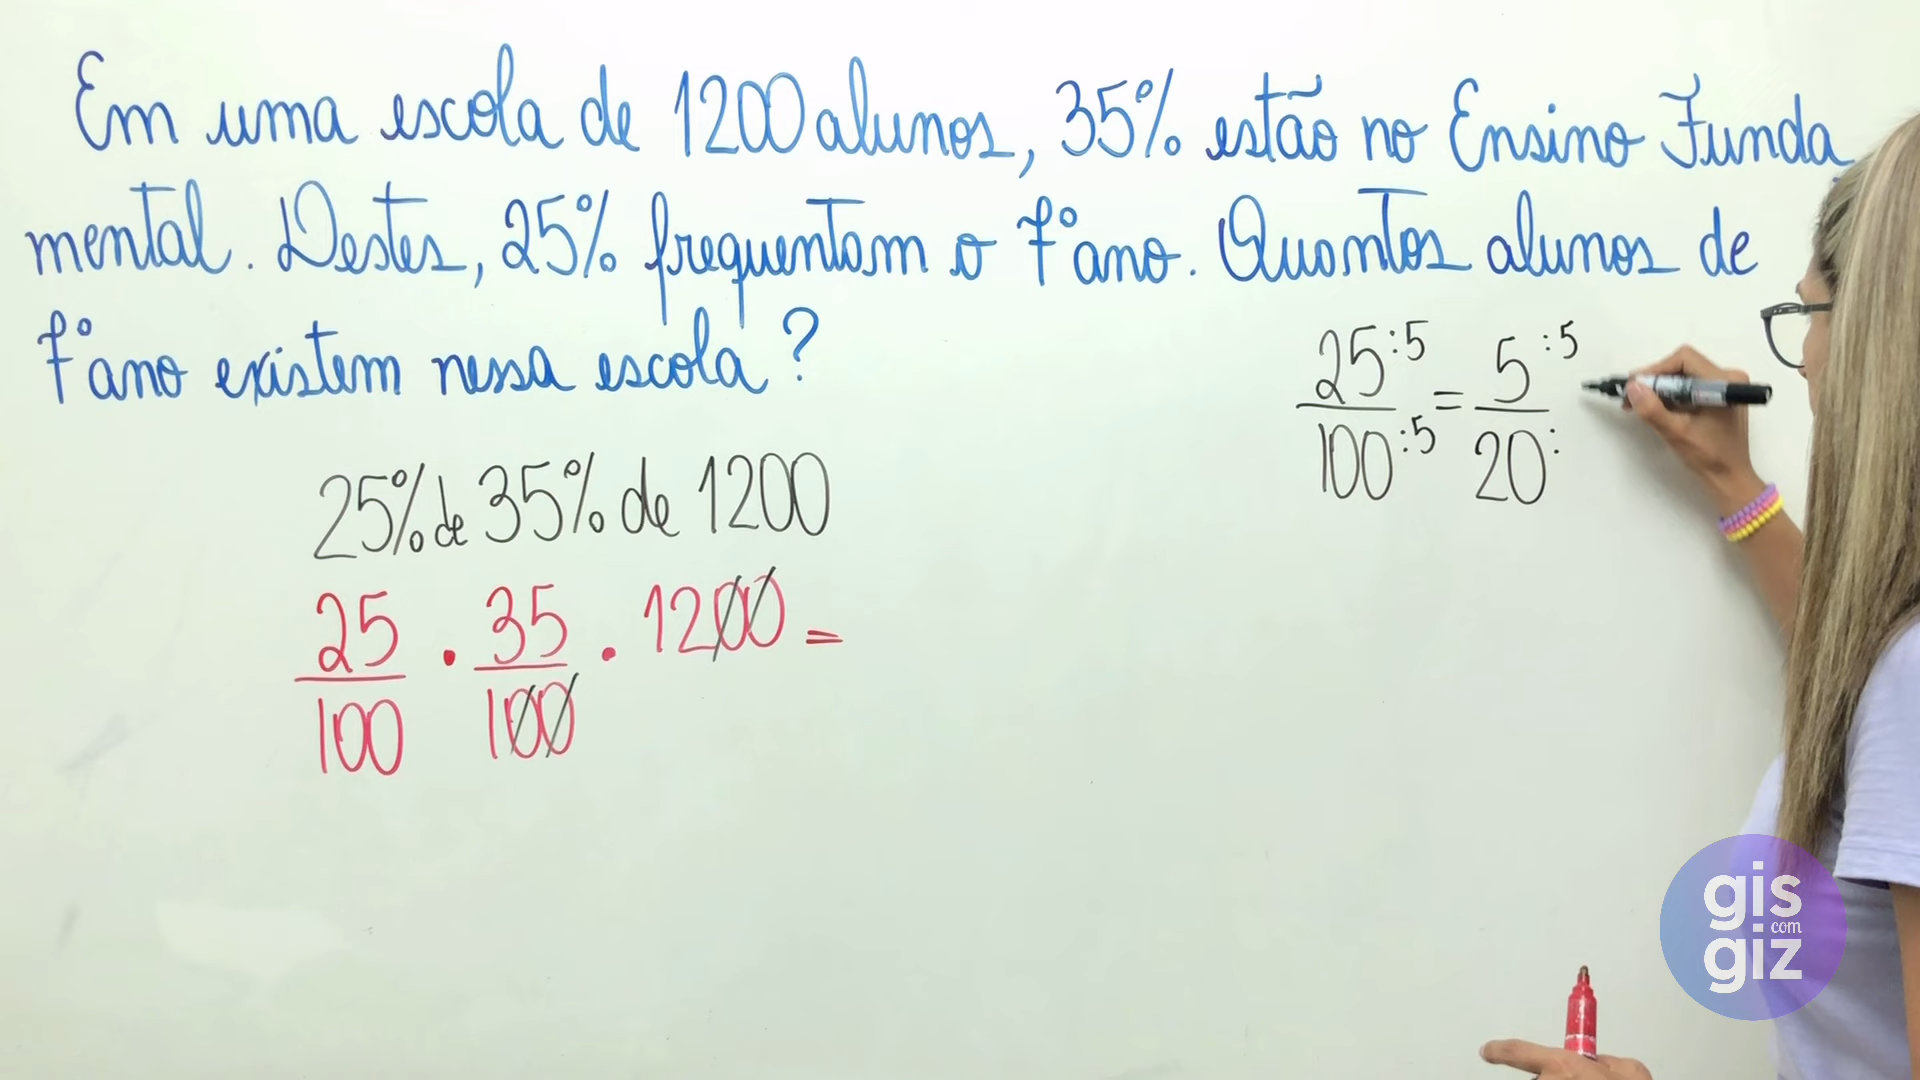 Em uma escola de 1200 alunos, 35% estão no Ensino Funda
mental. Destes, 25% frequentam o 7º ano. Quantos alunos de
7º ano existem nessa escola?
25% de 35% de 1200
25/100 . 35/100 . 1200 =
25:5/100:5 = 5:5/20:
gis
com
giz